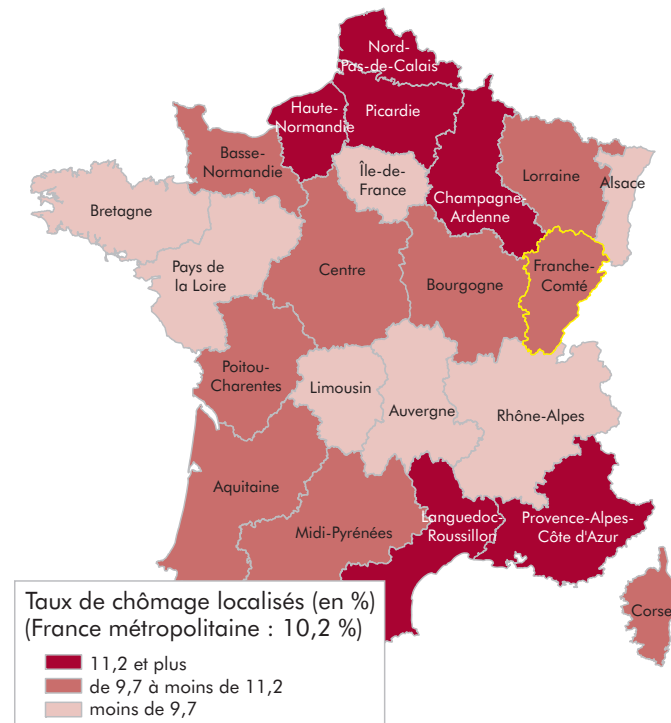 Nord-
Pas-de-Calais
Haute-
Normandie
Picardie
Basse-
Normandie
Île-de-
France
Champagne-
Ardenne
Lorraine
Alsace
Bretagne
Pays de
la Loire
Centre
Bourgogne
Franche-
Comté
Poitou-
Charentes
Limousin
Auvergne
Rhône-Alpes
Aquitaine
Midi-Pyrénées
Languedoc-
Roussillon
Provence-Alpes-
Côte d'Azur
Corse
Taux de chômage localisés (en %)
(France métropolitaine : 10,2 %)
11,2 et plus
de 9,7 à moins de 11,2
moins de 9,7